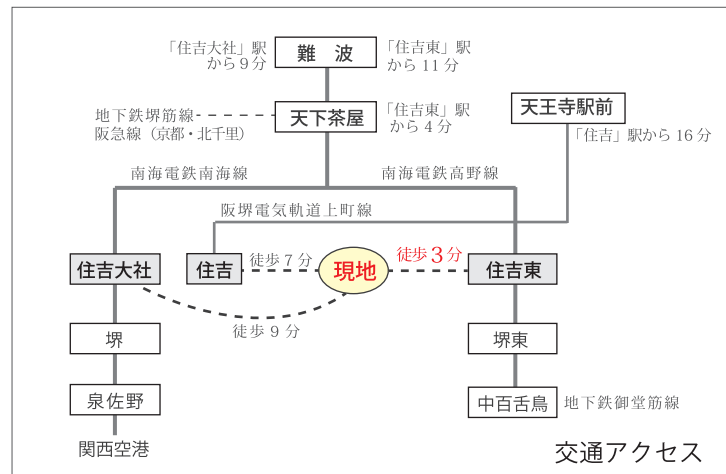 「住吉大社」駅
から9分
難 波
「住吉東」駅
から11分
地下鉄堺筋線
阪急線（京都・北千里）
天下茶屋
「住吉東」駅
から4分
天王寺駅前
「住吉」駅から16分
南海電鉄南海線
南海電鉄高野線
阪堺電気軌道上町線
住吉大社
住吉
徒歩7分
現地
徒歩3分
住吉東
徒歩9分
堺
堺東
泉佐野
中百舌鳥
地下鉄御堂筋線
関西空港
交通アクセス